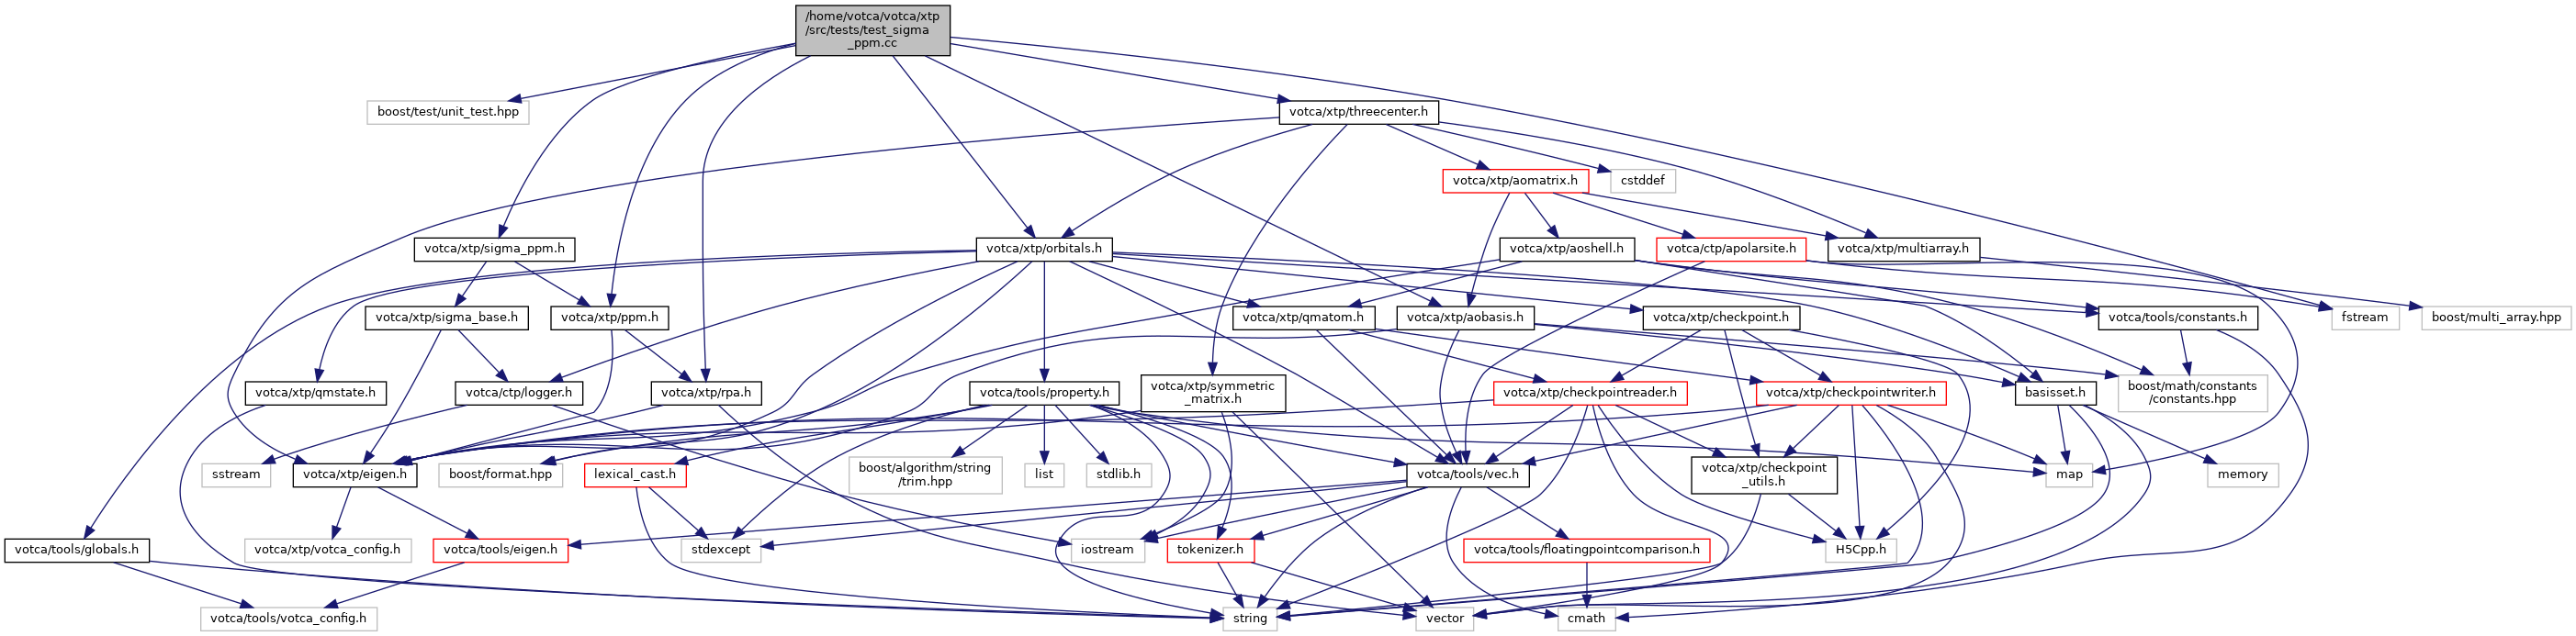 /home/votca/votca/xtp
/src/tests/test_sigma
_ppm.cc
boost/test/unit_test.hpp
votca/xtp/threecenter.h
votca/xtp/aomatrix.h
cstddef
votca/xtp/sigma_ppm.h
votca/xtp/orbitals.h
votca/xtp/aoshell.h
votca/ctp/apolarsite.h
votca/xtp/multiarray.h
votca/xtp/sigma_base.h
votca/xtp/ppm.h
votca/xtp/qmatom.h
votca/xtp/aobasis.h
votca/xtp/checkpoint.h
votca/tools/constants.h
fstream
boost/multi_array.hpp
votca/xtp/qmstate.h
votca/ctp/logger.h
votca/xtp/rpa.h
votca/tools/property.h
votca/xtp/symmetric
_matrix.h
votca/xtp/checkpointreader.h
votca/xtp/checkpointwriter.h
basisset.h
boost/math/constants
/constants.hpp
sstream
votca/xtp/eigen.h
boost/format.hpp
lexical_cast.h
boost/algorithm/string
/trim.hpp
list
stdlib.h
votca/tools/vec.h
votca/xtp/checkpoint
_utils.h
map
memory
votca/tools/globals.h
votca/xtp/votca_config.h
votca/tools/eigen.h
stdexcept
iostream
tokenizer.h
votca/tools/floatingpointcomparison.h
H5Cpp.h
votca/tools/votca_config.h
string
vector
cmath